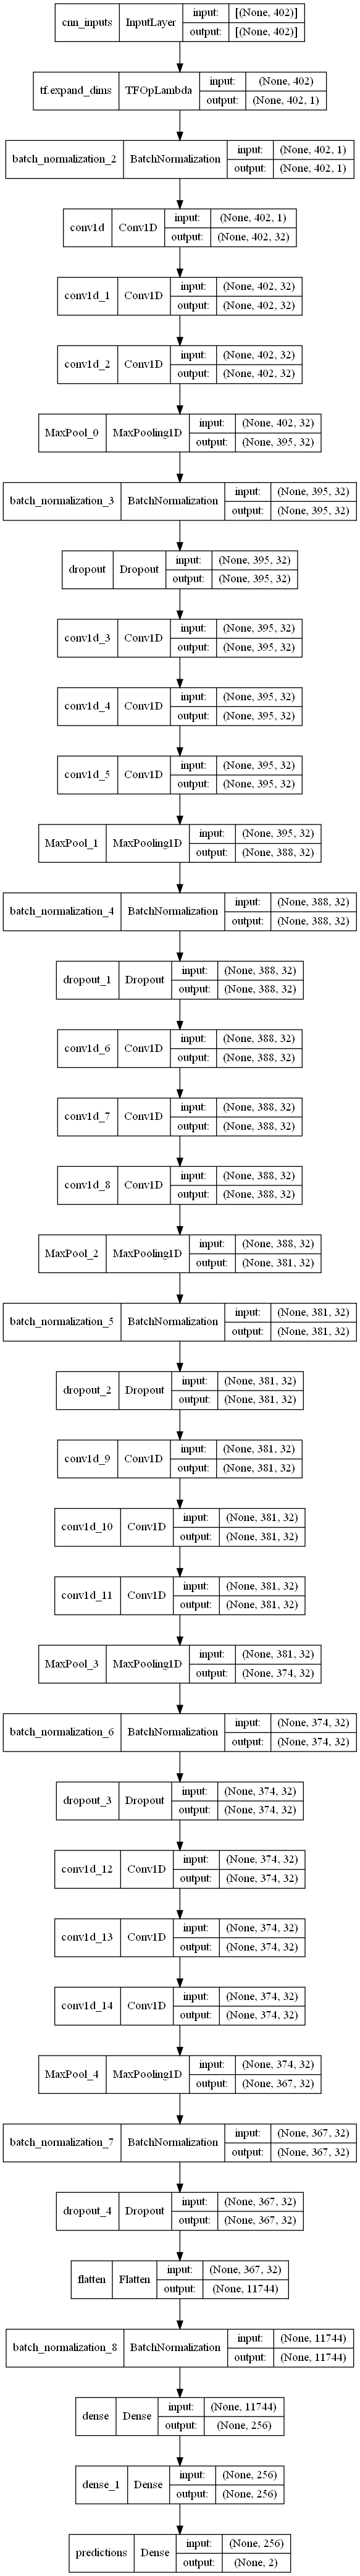 cnn_inputs InputLayer input: [(None, 402)]
output: [(None, 402)]
tf.expand_dims TFOpLambda input: (None, 402)
output: (None, 402, 1)
batch_normalization_2 BatchNormalization input: (None, 402, 1)
output: (None, 402, 1)
conv1d Conv1D input: (None, 402, 1)
output: (None, 402, 32)
conv1d_1 Conv1D input: (None, 402, 32)
output: (None, 402, 32)
conv1d_2 Conv1D input: (None, 402, 32)
output: (None, 402, 32)
MaxPool_0 MaxPooling1D input: (None, 402, 32)
output: (None, 395, 32)
batch_normalization_3 BatchNormalization input: (None, 395, 32)
output: (None, 395, 32)
dropout Dropout input: (None, 395, 32)
output: (None, 395, 32)
conv1d_3 Conv1D input: (None, 395, 32)
output: (None, 395, 32)
conv1d_4 Conv1D input: (None, 395, 32)
output: (None, 395, 32)
conv1d_5 Conv1D input: (None, 395, 32)
output: (None, 395, 32)
MaxPool_1 MaxPooling1D input: (None, 395, 32)
output: (None, 388, 32)
batch_normalization_4 BatchNormalization input: (None, 388, 32)
output: (None, 388, 32)
dropout_1 Dropout input: (None, 388, 32)
output: (None, 388, 32)
conv1d_6 Conv1D input: (None, 388, 32)
output: (None, 388, 32)
conv1d_7 Conv1D input: (None, 388, 32)
output: (None, 388, 32)
conv1d_8 Conv1D input: (None, 388, 32)
output: (None, 388, 32)
MaxPool_2 MaxPooling1D input: (None, 388, 32)
output: (None, 381, 32)
batch_normalization_5 BatchNormalization input: (None, 381, 32)
output: (None, 381, 32)
dropout_2 Dropout input: (None, 381, 32)
output: (None, 381, 32)
conv1d_9 Conv1D input: (None, 381, 32)
output: (None, 381, 32)
conv1d_10 Conv1D input: (None, 381, 32)
output: (None, 381, 32)
conv1d_11 Conv1D input: (None, 381, 32)
output: (None, 381, 32)
MaxPool_3 MaxPooling1D input: (None, 381, 32)
output: (None, 374, 32)
batch_normalization_6 BatchNormalization input: (None, 374, 32)
output: (None, 374, 32)
dropout_3 Dropout input: (None, 374, 32)
output: (None, 374, 32)
conv1d_12 Conv1D input: (None, 374, 32)
output: (None, 374, 32)
conv1d_13 Conv1D input: (None, 374, 32)
output: (None, 374, 32)
conv1d_14 Conv1D input: (None, 374, 32)
output: (None, 374, 32)
MaxPool_4 MaxPooling1D input: (None, 374, 32)
output: (None, 367, 32)
batch_normalization_7 BatchNormalization input: (None, 367, 32)
output: (None, 367, 32)
dropout_4 Dropout input: (None, 367, 32)
output: (None, 367, 32)
flatten Flatten input: (None, 367, 32)
output: (None, 11744)
batch_normalization_8 BatchNormalization input: (None, 11744)
output: (None, 11744)
dense Dense input: (None, 11744)
output: (None, 256)
dense_1 Dense input: (None, 256)
output: (None, 256)
predictions Dense input: (None, 256)
output: (None, 2)